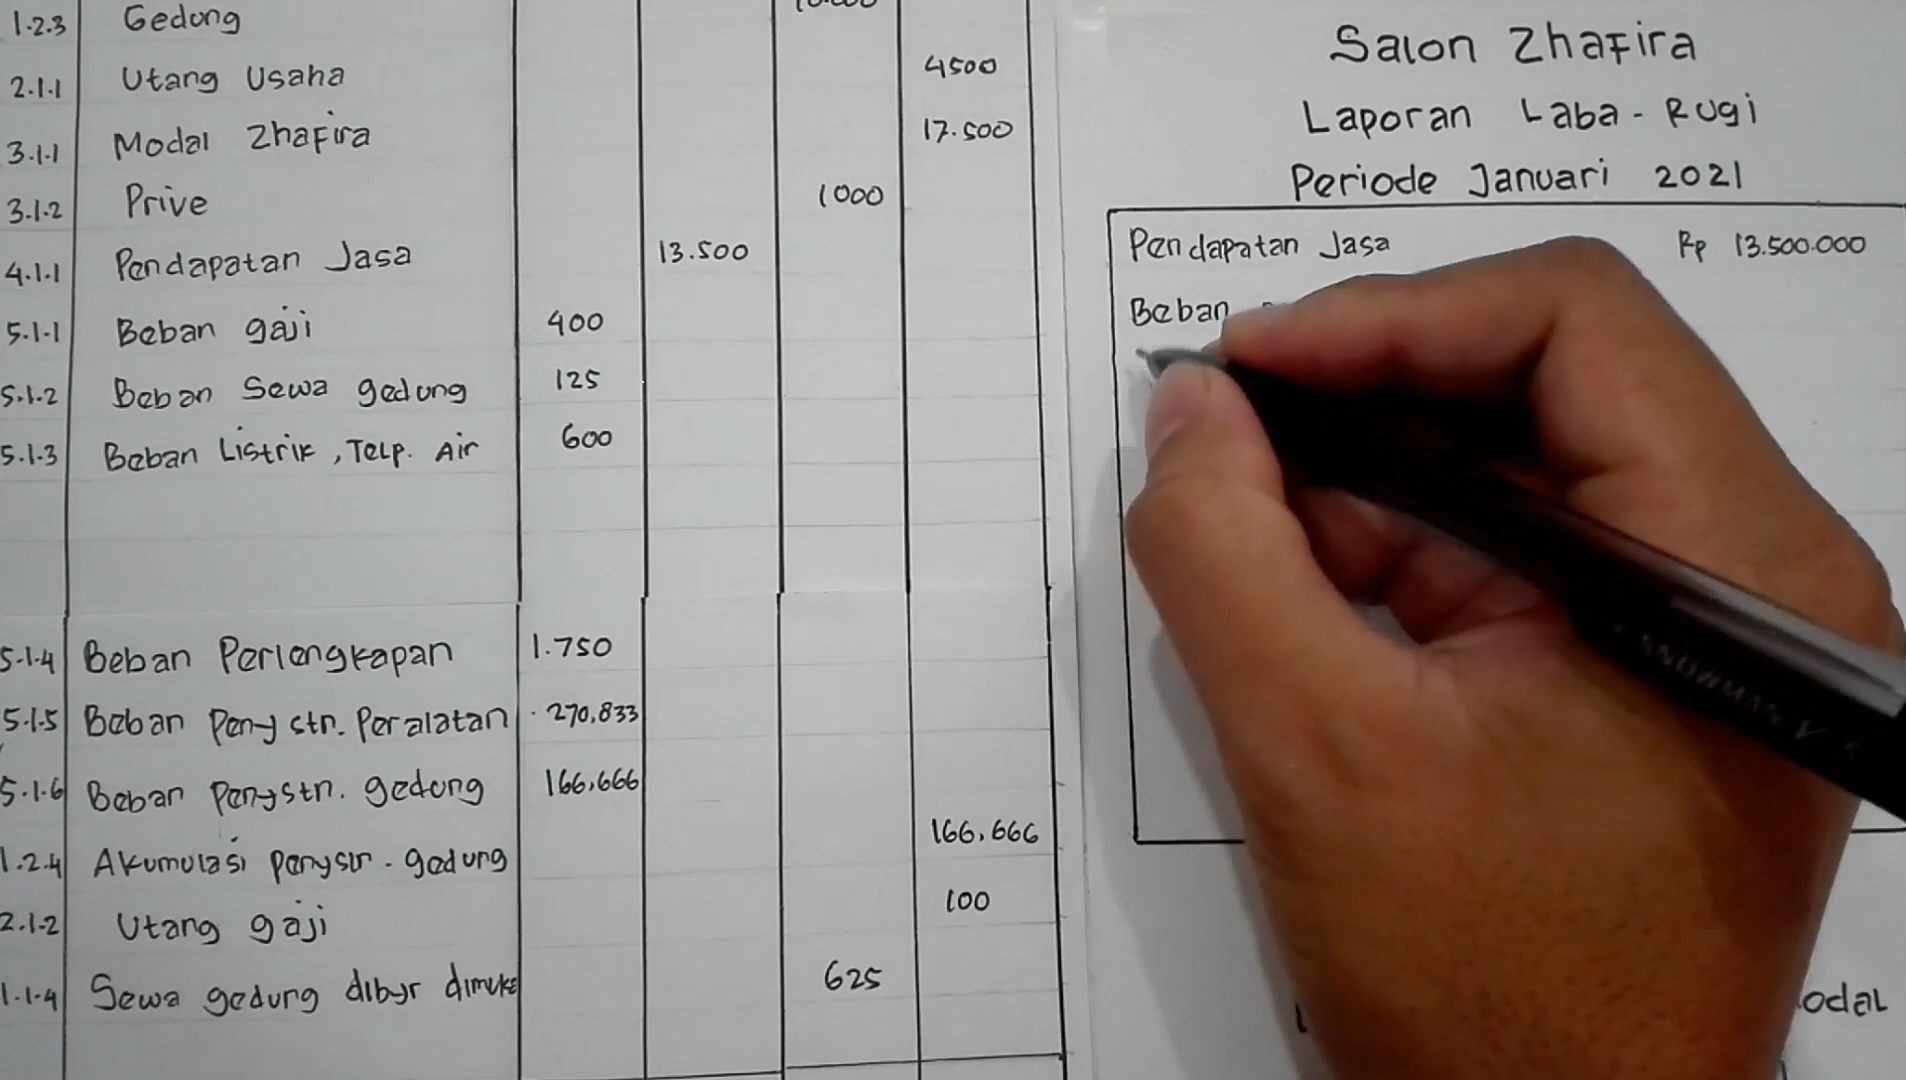 1.2.3 Gedung
2.1.1 Utang Usaha 4500
3.1.1 Modal Zhafira 17.500
3.1.2 Prive 1000
4.1.1 Pendapatan Jasa 13.500
5.1.1 Beban gaji 400
5.1.2 Beban Sewa gedung 125
5.1.3 Beban Listrik, Telp. Air 600
5.1.4 Beban Perlengkapan 1.750
5.1.5 Beban Penystn. Peralatan 270,833
5.1.6 Beban Penystn. gedung 166,666
166,666
1.2.4 Akumulasi penysn. gedung
2.1.2 Utang gaji 100
1.1.4 Sewa gedung dibyr dimuka 625
Salon Zhafira
Laporan Laba-Rugi
Periode Januari 2021
Pendapatan Jasa Rp 13.500.000
Beban
SNOWMAN V
odal